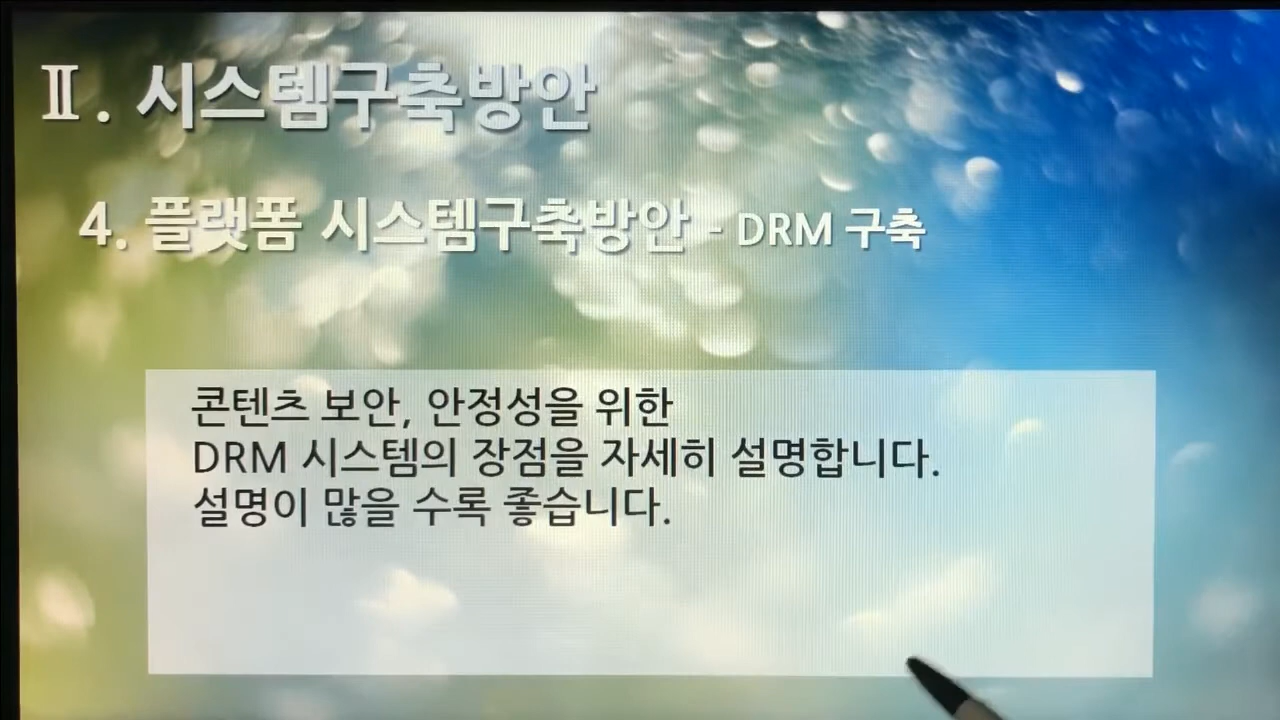 Ⅱ. 시스템구축방안
4. 플랫폼 시스템구축방안 - DRM 구축
콘텐츠 보안, 안정성을 위한
DRM 시스템의 장점을 자세히 설명합니다.
설명이 많을 수록 좋습니다.